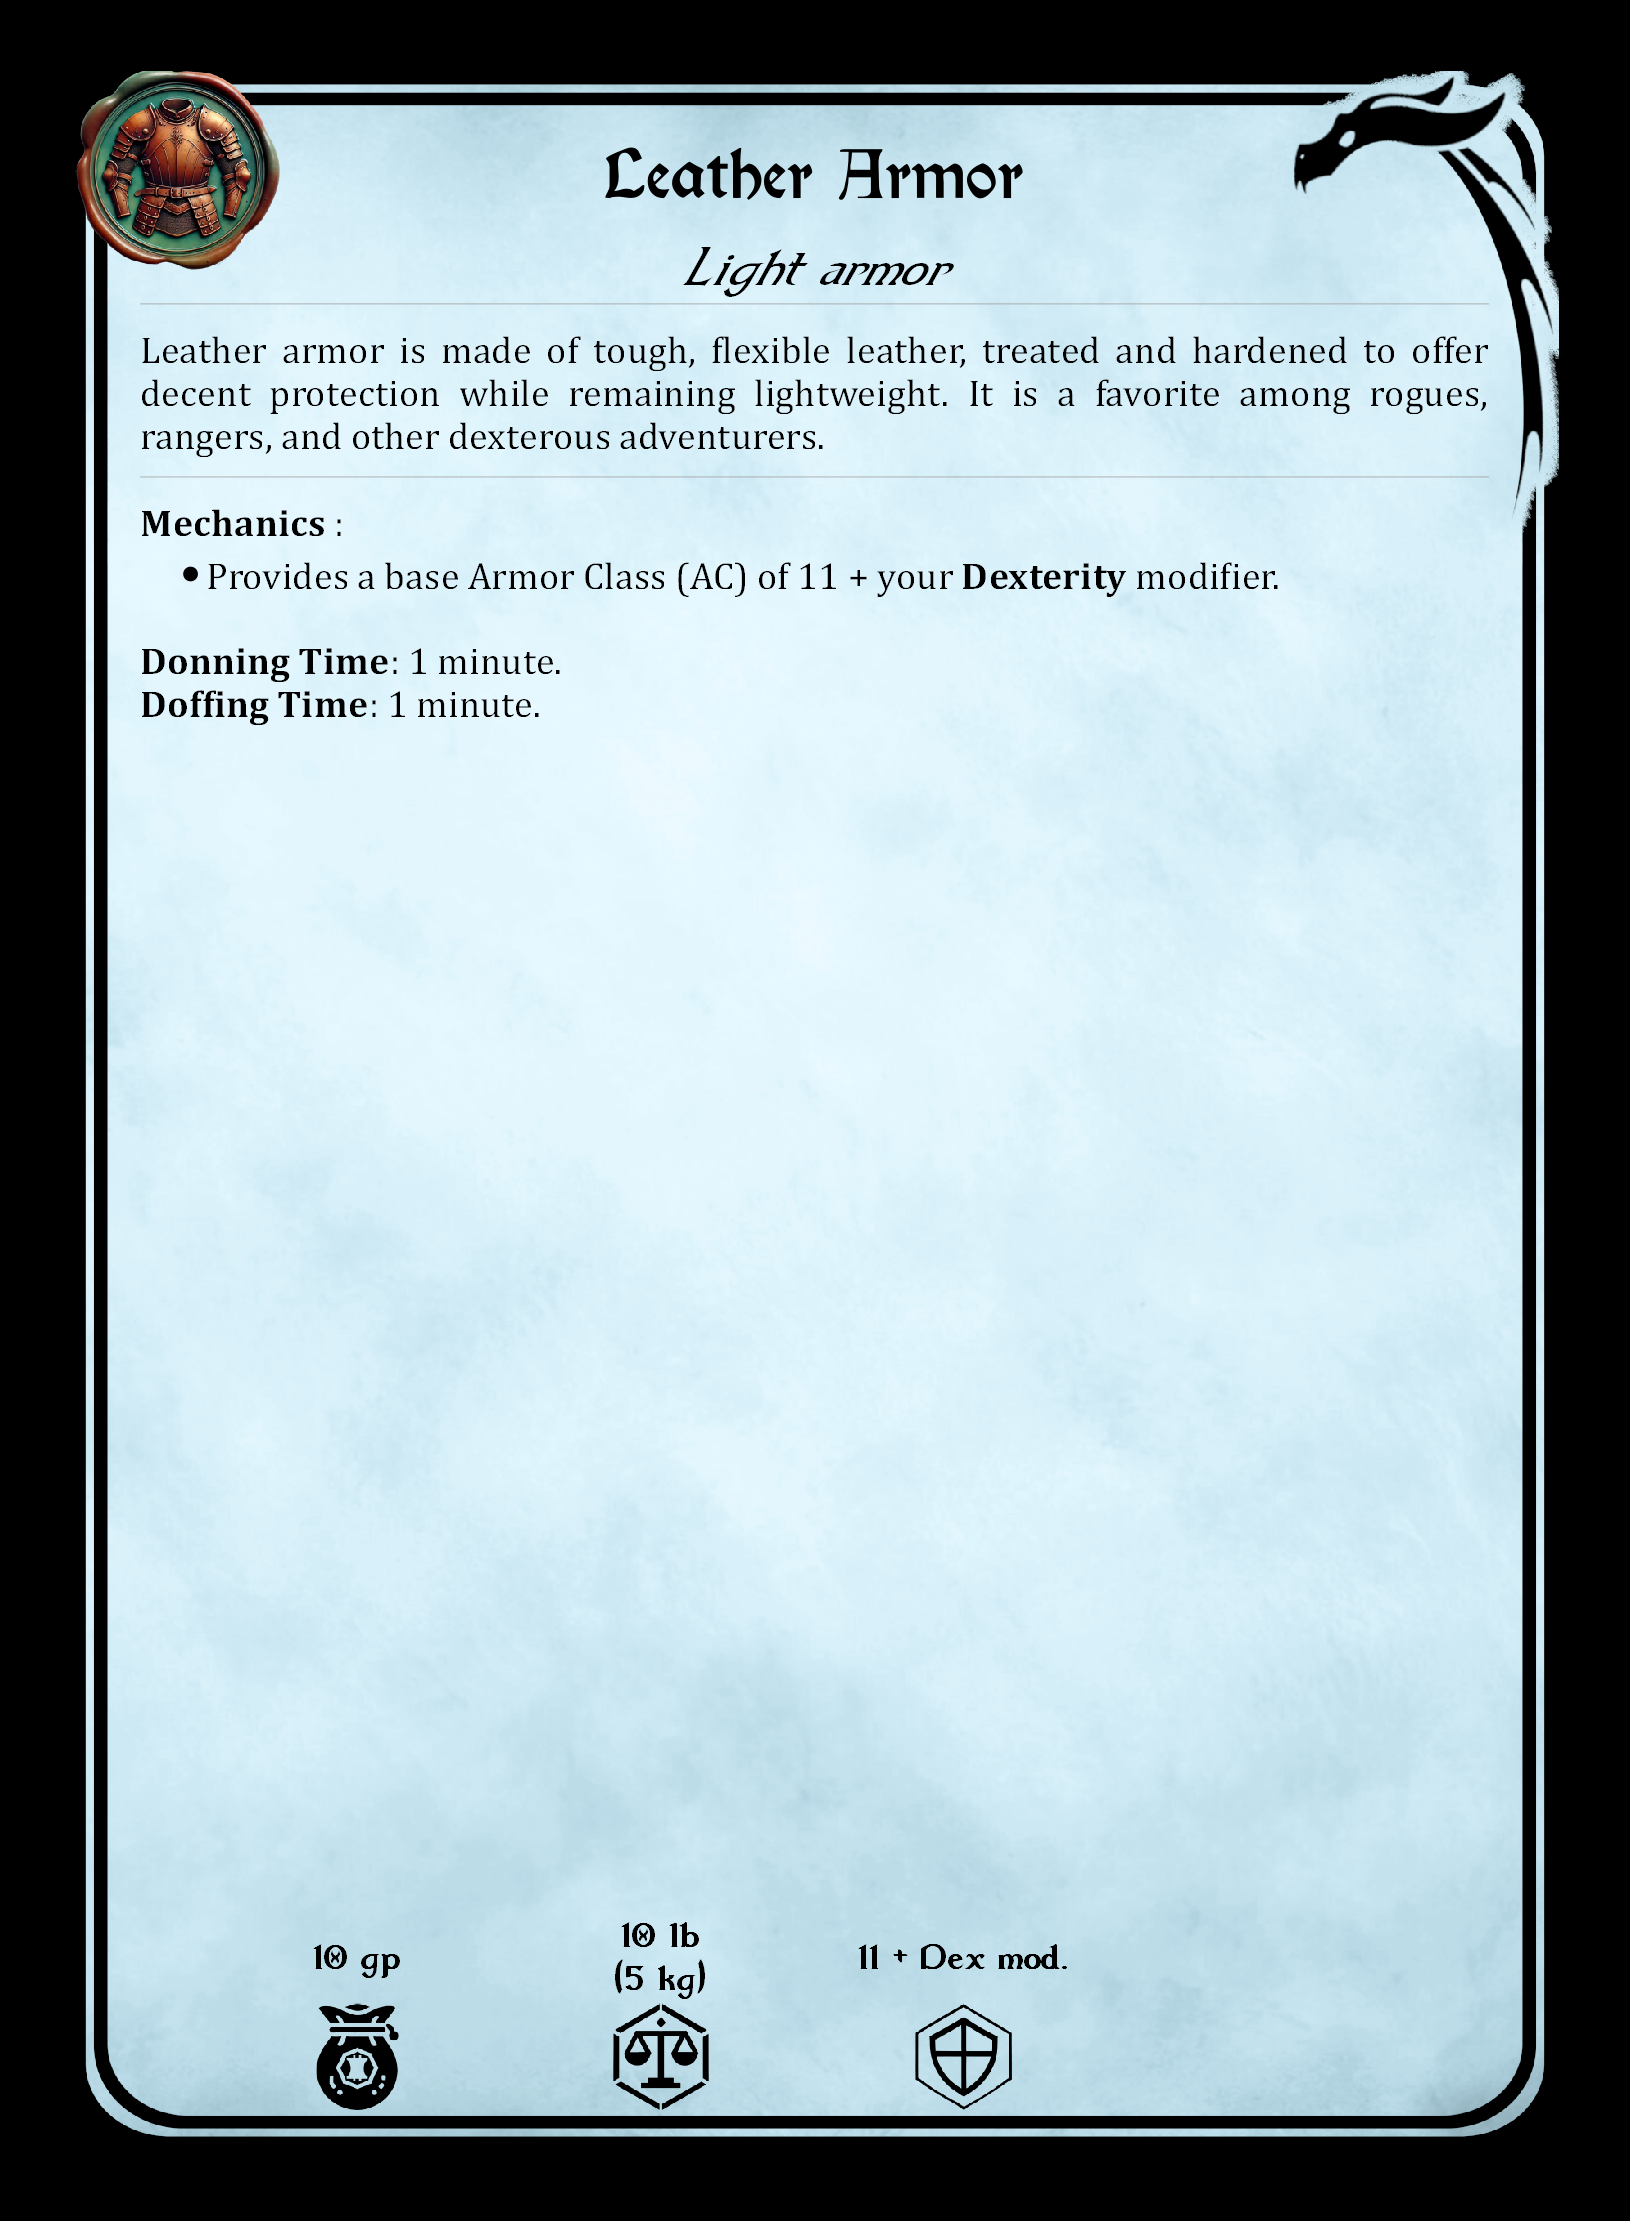 Leather Armor
Light armor
Leather armor is made of tough, flexible leather, treated and hardened to offer
decent protection while remaining lightweight. It is a favorite among rogues,
rangers, and other dexterous adventurers.
Mechanics :
• Provides a base Armor Class (AC) of 11 + your Dexterity modifier.
Donning Time: 1 minute.
Doffing Time: 1 minute.
10 gp
10 lb
(5 kg)
11 + Dex mod.